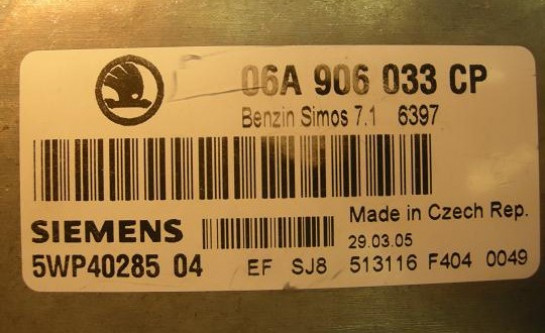 06A 906 033 CP
Benzin Simos 7.1 6397
SIEMENS
Made in Czech Rep.
29.03.05
5WP40285 04 EF SJ8 513116 F404 0049